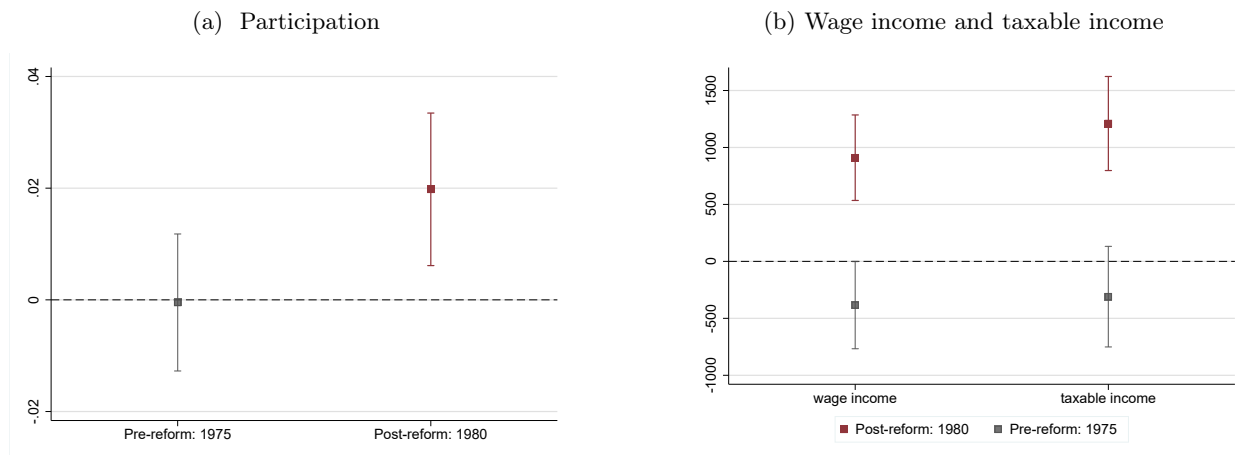 (a) Participation
.04
.02
0
-.02
Pre-reform: 1975 Post-reform: 1980
(b) Wage income and taxable income
1500
1000
500
0
-500
-1000
wage income taxable income
Post-reform: 1980 Pre-reform: 1975